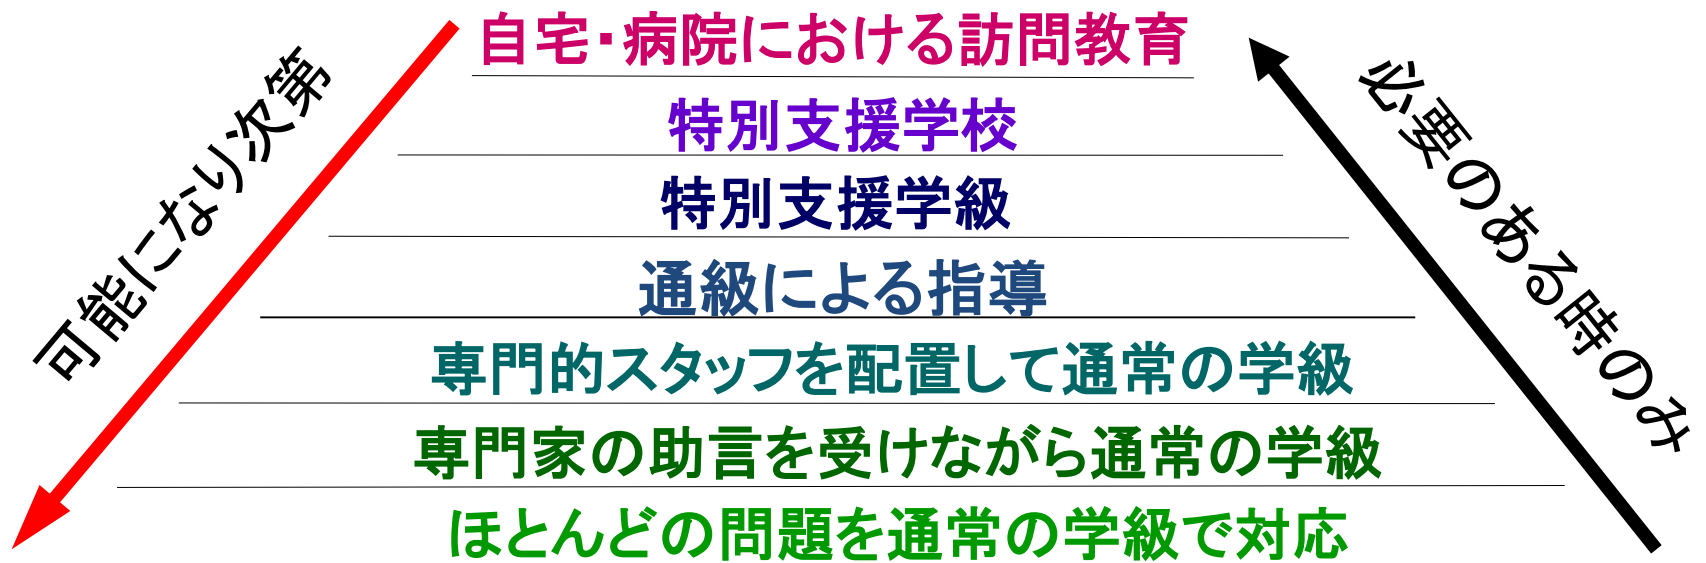 自宅・病院における訪問教育
特別支援学校
特別支援学級
通級による指導
専門的スタッフを配置して通常の学級
専門家の助言を受けながら通常の学級
ほとんどの問題を通常の学級で対応
可能になり次第
必要のある時のみ